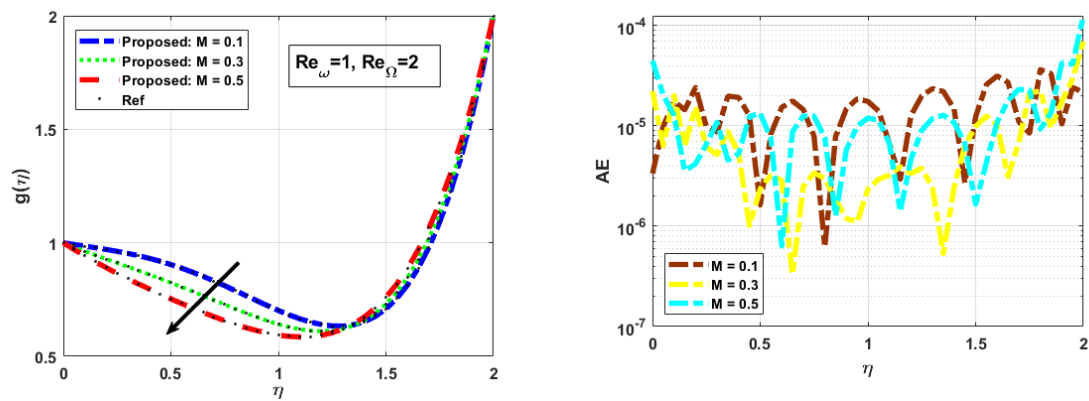 2
1.5
1
0.5
g(η)
Proposed: M = 0.1
Proposed: M = 0.3
Proposed: M = 0.5
Ref
Re_ω=1, Re_Ω=2
0 0.5 1 1.5 2
η
10^-4
10^-5
10^-6
10^-7
AE
M = 0.1
M = 0.3
M = 0.5
0 0.5 1 1.5 2
η